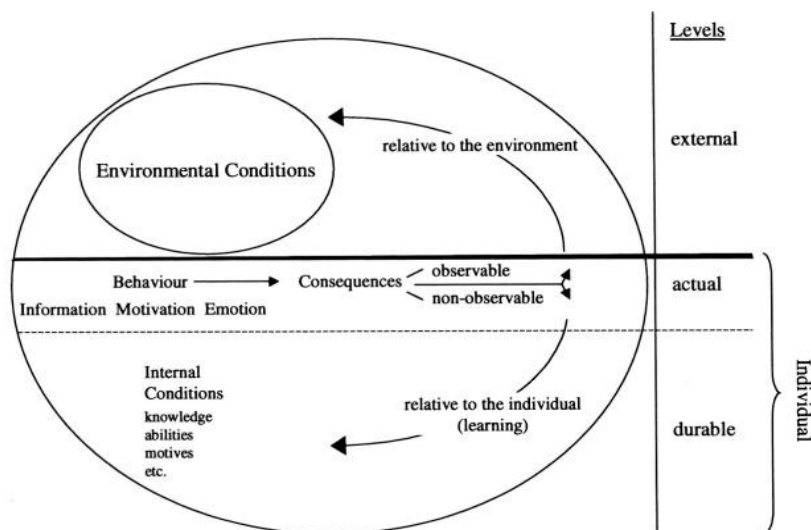 Levels
Environmental Conditions
relative to the environment
external
Behaviour
Consequences
observable
non-observable
actual
Information Motivation Emotion
Internal
Conditions
knowledge
abilities
motives
etc.
relative to the individual
(learning)
durable
Individual